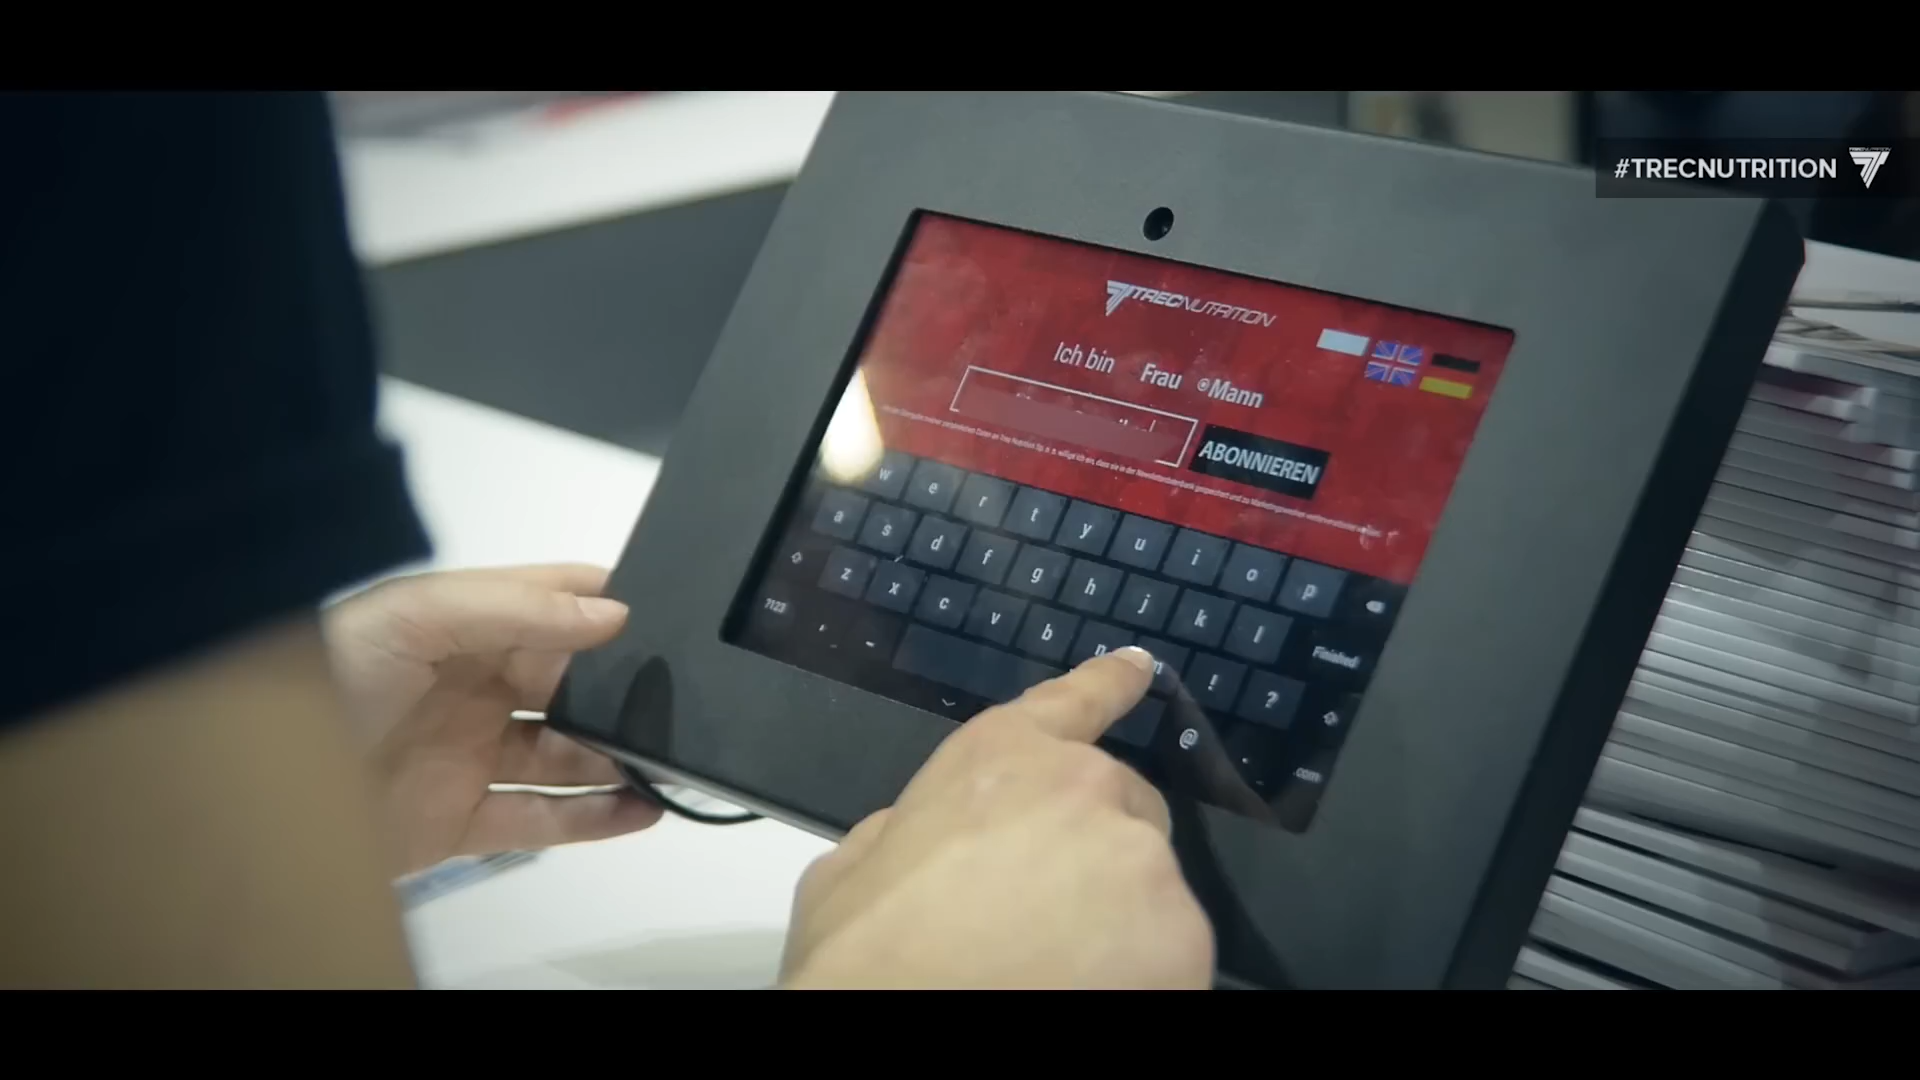 #TRECNUTRITION
TRECNUTRITION
Ich bin Frau Mann
ABONNIEREN
w e r t y u i o p
a s d f g h j k l Finished
z x c v b n m ! ?
?123 , _ @ . .com